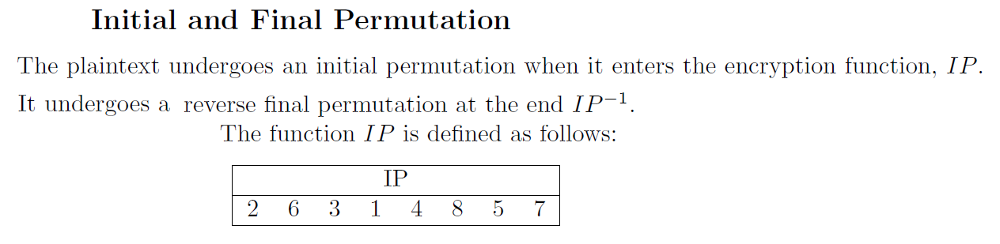 Initial and Final Permutation
The plaintext undergoes an initial permutation when it enters the encryption function, IP.
It undergoes a reverse final permutation at the end IP⁻¹.
The function IP is defined as follows:
IP
2 6 3 1 4 8 5 7